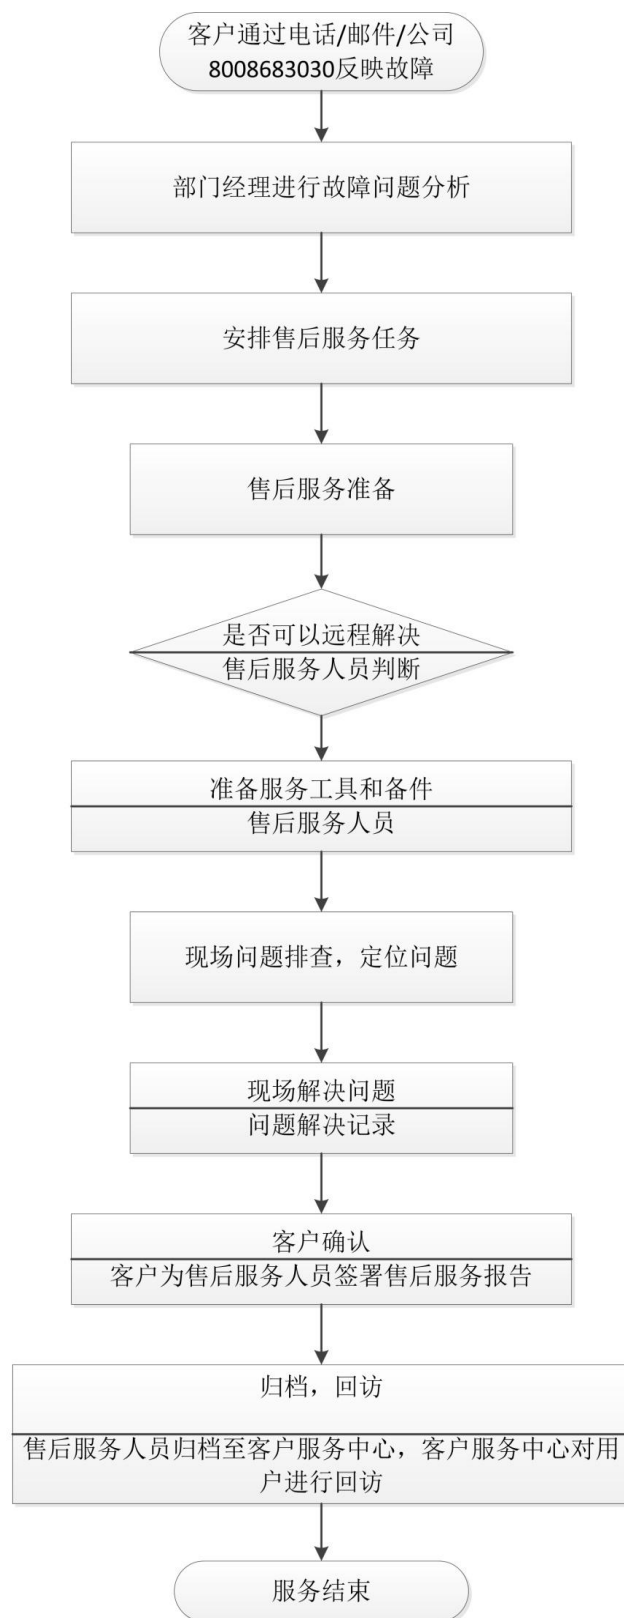 客户通过电话/邮件/公司
8008683030反映故障
部门经理进行故障问题分析
安排售后服务任务
售后服务准备
是否可以远程解决
售后服务人员判断
准备服务工具和备件
售后服务人员
现场问题排查，定位问题
现场解决问题
问题解决记录
客户确认
客户为售后服务人员签署售后服务报告
归档，回访
售后服务人员归档至客户服务中心，客户服务中心对用
户进行回访
服务结束